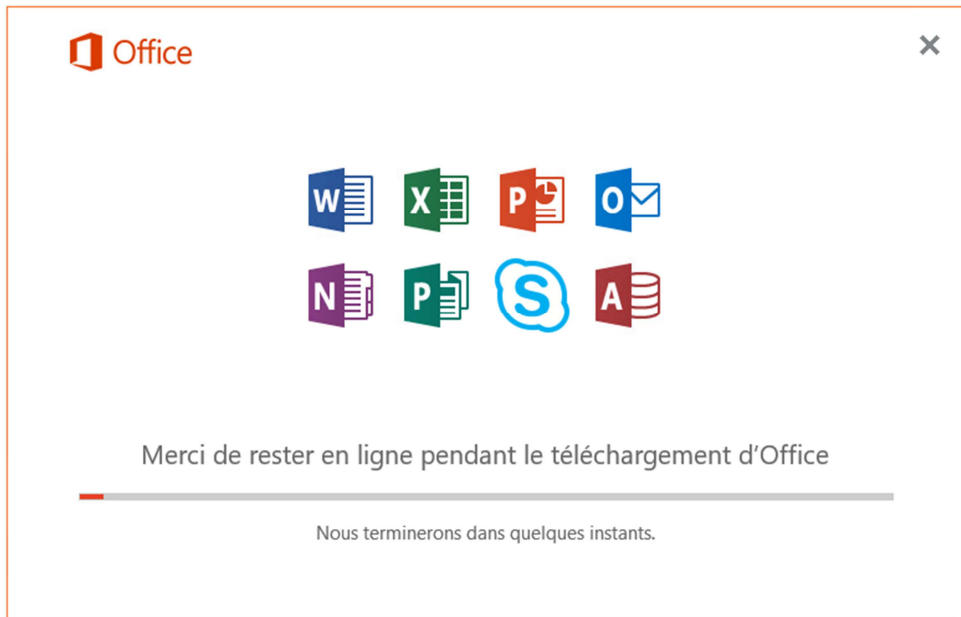 Office
W X P O
N P S A
Merci de rester en ligne pendant le téléchargement d'Office
Nous terminerons dans quelques instants.